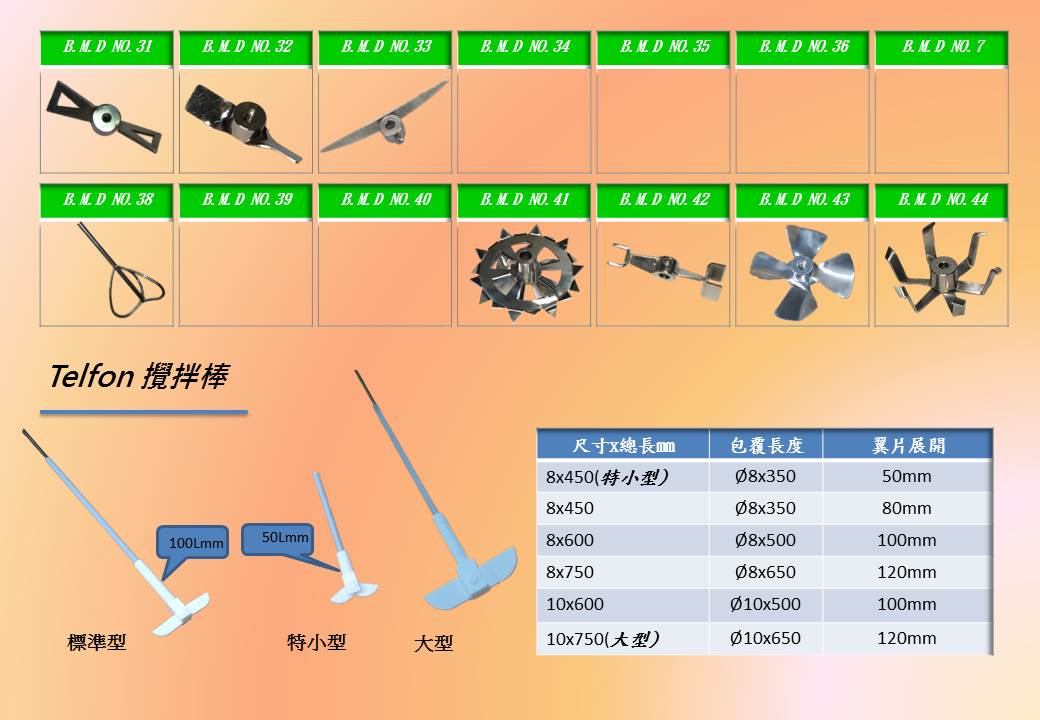 B.M.D NO.31 B.M.D NO.32 B.M.D NO.33 B.M.D NO.34 B.M.D NO.35 B.M.D NO.36 B.M.D NO.7
B.M.D NO.38 B.M.D NO.39 B.M.D NO.40 B.M.D NO.41 B.M.D NO.42 B.M.D NO.43 B.M.D NO.44
Telfon 攪拌棒
100Lmm
50Lmm
標準型
特小型
大型
尺寸x總長mm 包覆長度 翼片展開
8x450(特小型) Ø8x350 50mm
8x450 Ø8x350 80mm
8x600 Ø8x500 100mm
8x750 Ø8x650 120mm
10x600 Ø10x500 100mm
10x750(大型) Ø10x650 120mm